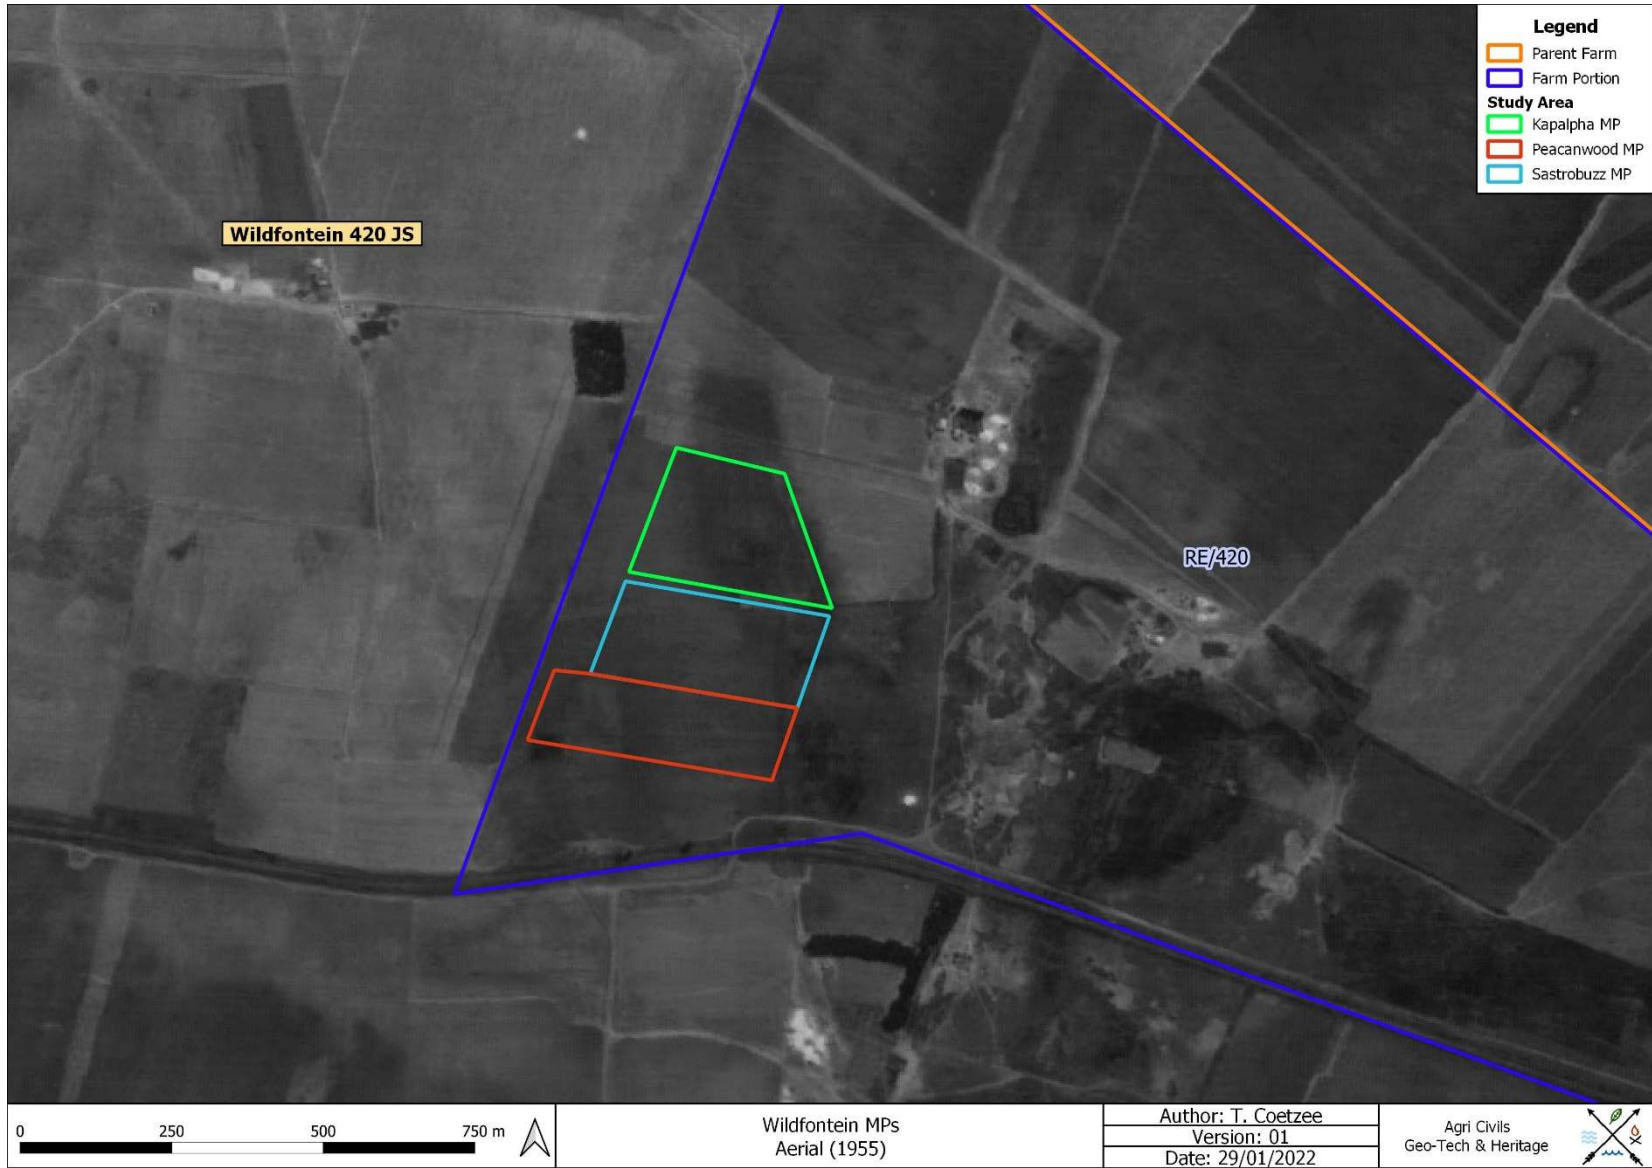 Legend
Parent Farm
Farm Portion
Study Area
Kapalpha MP
Peacanwood MP
Sastrobuzz MP
Wildfontein 420 JS
RE/420
0 250 500 750 m
Wildfontein MPs
Aerial (1955)
Author: T. Coetzee
Version: 01
Date: 29/01/2022
Agri Civils
Geo-Tech & Heritage